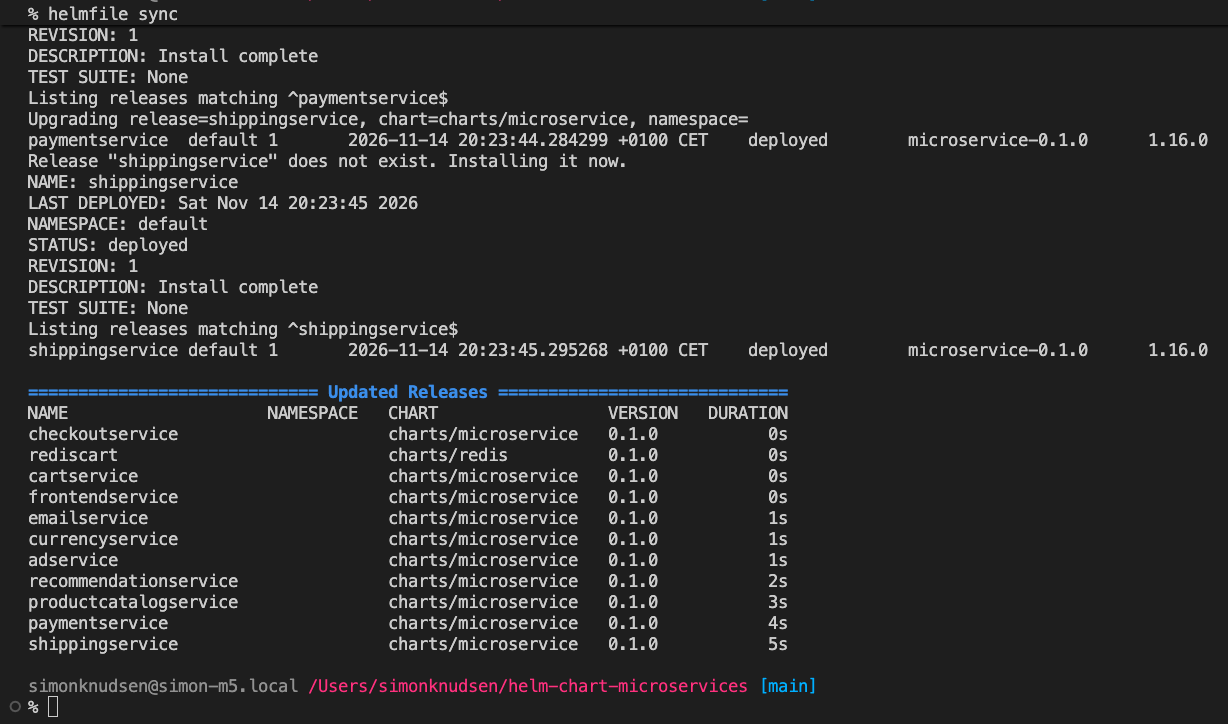 % helmfile sync
REVISION: 1
DESCRIPTION: Install complete
TEST SUITE: None
Listing releases matching ^paymentservice$
Upgrading release=shippingservice, chart=charts/microservice, namespace=
paymentservice default 1 2026-11-14 20:23:44.284299 +0100 CET deployed microservice-0.1.0 1.16.0
Release "shippingservice" does not exist. Installing it now.
NAME: shippingservice
LAST DEPLOYED: Sat Nov 14 20:23:45 2026
NAMESPACE: default
STATUS: deployed
REVISION: 1
DESCRIPTION: Install complete
TEST SUITE: None
Listing releases matching ^shippingservice$
shippingservice default 1 2026-11-14 20:23:45.295268 +0100 CET deployed microservice-0.1.0 1.16.0
============================= Updated Releases =============================
NAME NAMESPACE CHART VERSION DURATION
checkoutservice charts/microservice 0.1.0 0s
rediscart charts/redis 0.1.0 0s
cartservice charts/microservice 0.1.0 0s
frontendservice charts/microservice 0.1.0 0s
emailservice charts/microservice 0.1.0 1s
currencyservice charts/microservice 0.1.0 1s
adservice charts/microservice 0.1.0 1s
recommendationservice charts/microservice 0.1.0 2s
productcatalogservice charts/microservice 0.1.0 3s
paymentservice charts/microservice 0.1.0 4s
shippingservice charts/microservice 0.1.0 5s
simonknudsen@simon-m5.local /Users/simonknudsen/helm-chart-microservices [main]
%